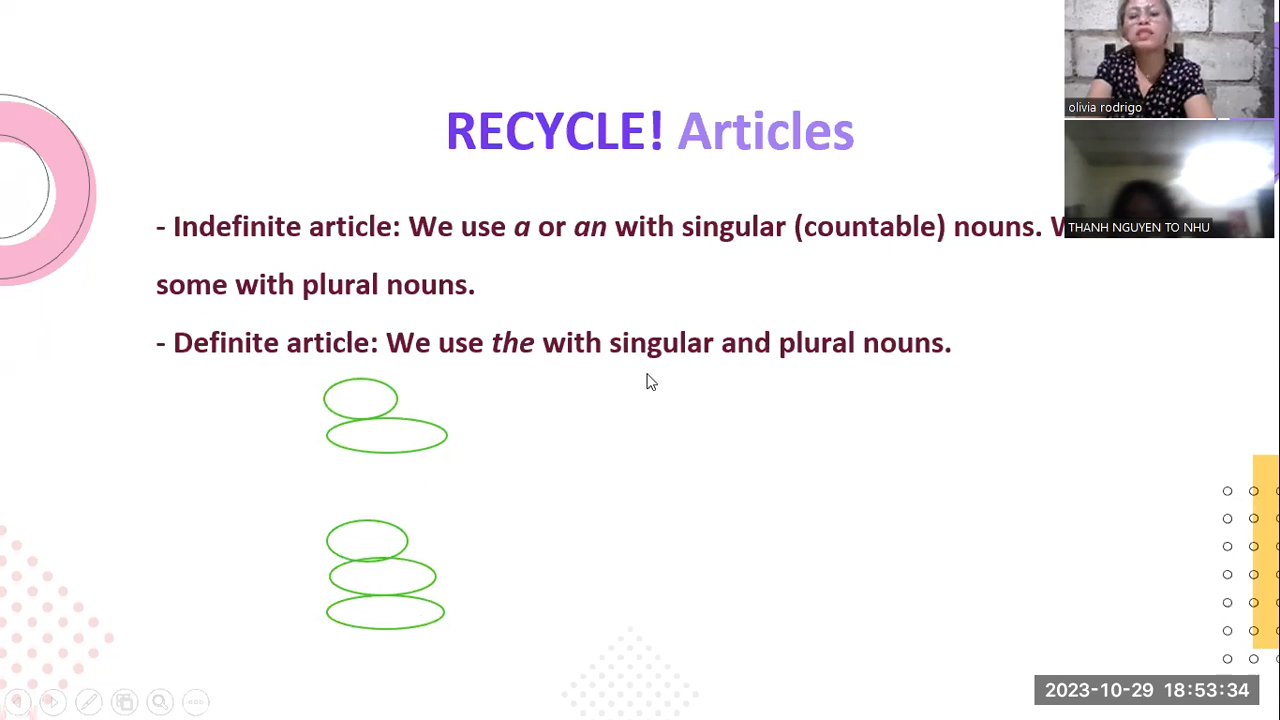 RECYCLE! Articles
- Indefinite article: We use a or an with singular (countable) nouns.
some with plural nouns.
- Definite article: We use the with singular and plural nouns.
olivia rodrigo
THANH NGUYEN TO NHU
2023-10-29 18:53:34